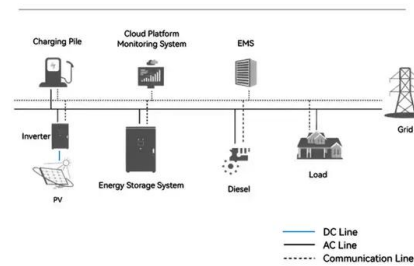 Charging Pile
Cloud Platform
Monitoring System
EMS
Grid
Inverter
PV
Energy Storage System
Diesel
Load
DC Line
AC Line
Communication Line